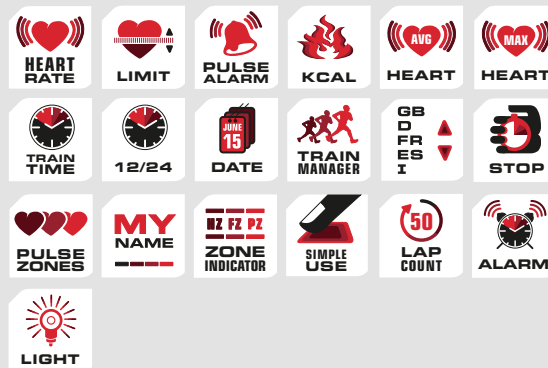 HEART
RATE
LIMIT
PULSE
ALARM
KCAL
AVG
HEART
MAX
HEART
TRAIN
TIME
12/24
JUNE
15
DATE
TRAIN
MANAGER
GB
D
FR
ES
I
STOP
PULSE
ZONES
MY
NAME
HZ FZ PZ
ZONE
INDICATOR
SIMPLE
USE
50
LAP
COUNT
ALARM
LIGHT